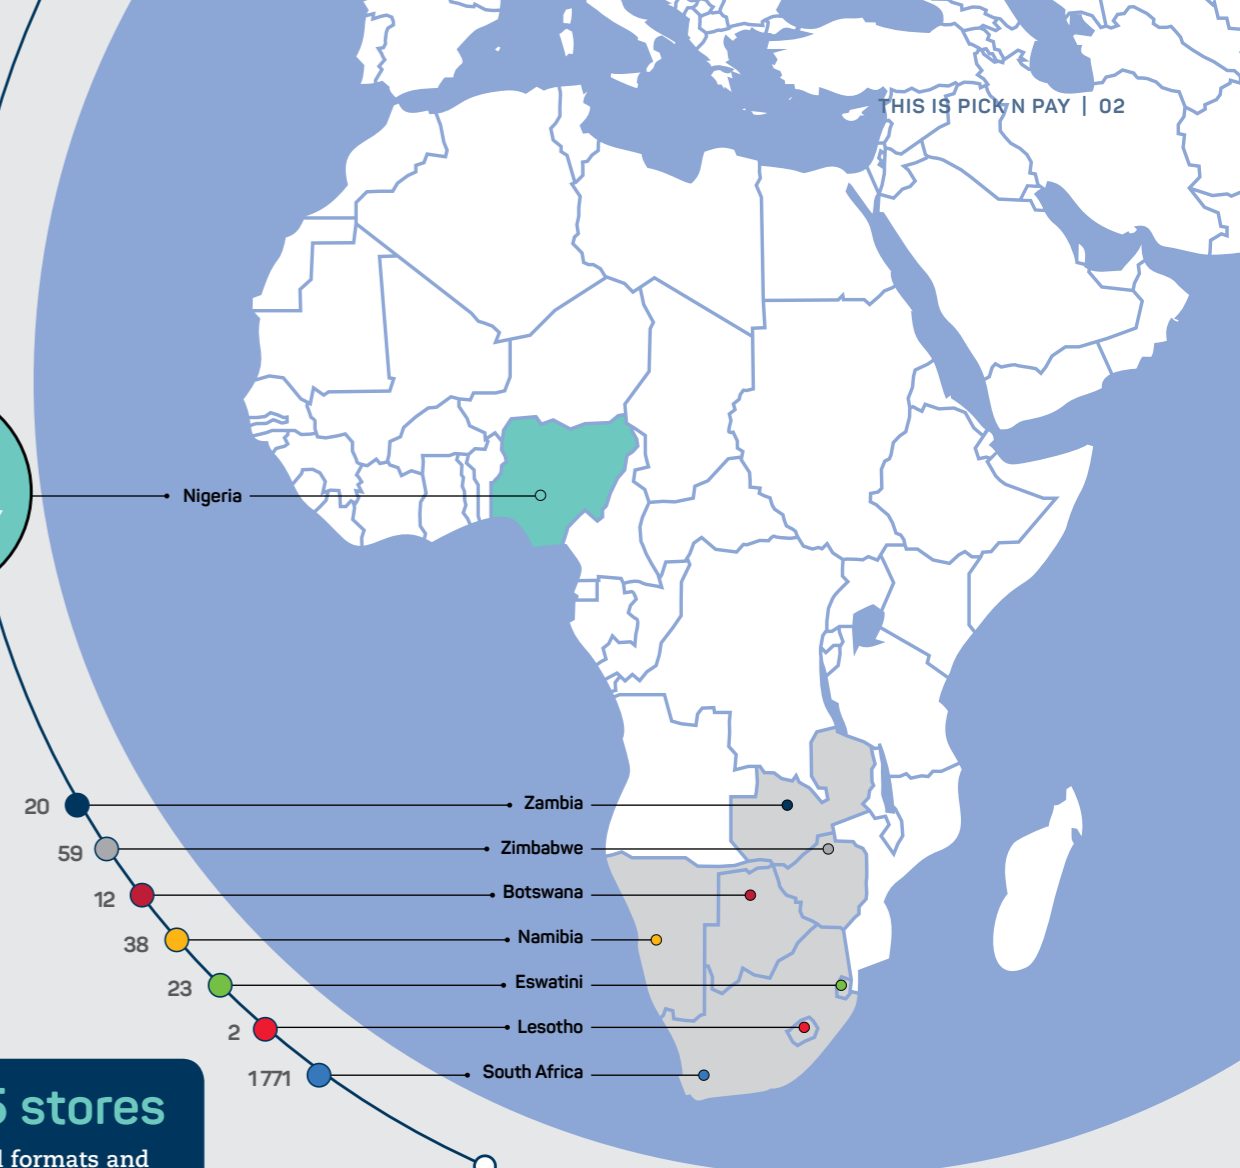 THIS IS PICK N PAY | 02
Nigeria
20 Zambia
59 Zimbabwe
12 Botswana
38 Namibia
23 Eswatini
2 Lesotho
1771 South Africa
stores
formats and